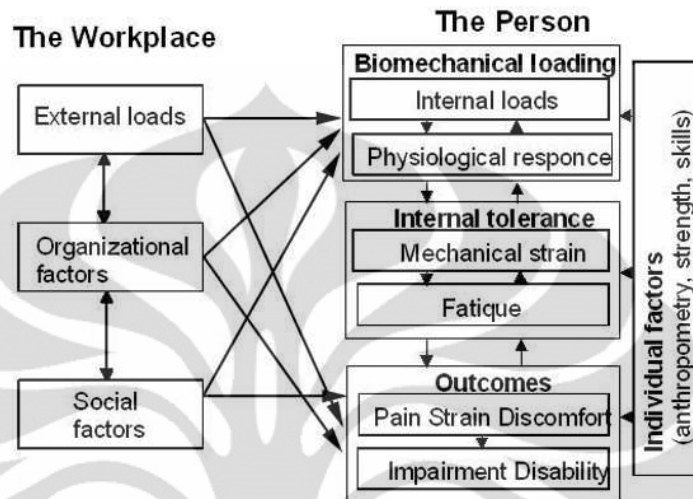 The Workplace
External loads
Organizational
factors
Social
factors
The Person
Biomechanical loading
Internal loads
Physiological responce
Internal tolerance
Mechanical strain
Fatique
Outcomes
Pain Strain Discomfort
Impairment Disability
Individual factors
(anthropometry, strength, skills)